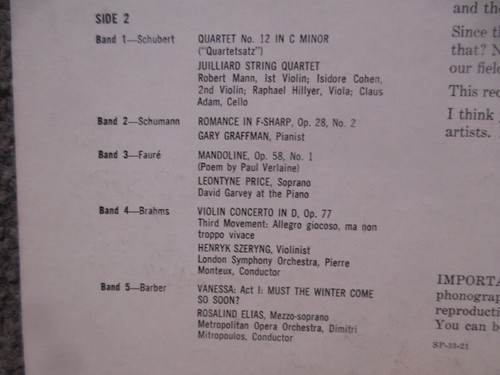 and the
SIDE 2
Since th
Band 1—Schubert QUARTET No. 12 IN C MINOR
that? N
("Quartetsatz")
our fiel
JUILLIARD STRING QUARTET
Robert Mann, Ist Violin; Isidore Cohen,
This rec
2nd Violin; Raphael Hillyer, Viola; Claus
Adam, Cello
I think
Band 2—Schumann ROMANCE IN F-SHARP, Op. 28, No. 2
artists.
GARY GRAFFMAN, Pianist
Band 3—Fauré MANDOLINE, Op. 58, No. 1
(Poem by Paul Verlaine)
LEONTYNE PRICE, Soprano
David Garvey at the Piano
Band 4—Brahms VIOLIN CONCERTO IN D, Op. 77
Third Movement: Allegro giocoso, ma non
troppo vivace
HENRYK SZERYNG, Violinist
London Symphony Orchestra, Pierre
Monteux, Conductor
IMPORTA
Band 5—Barber VANESSA: Act I: MUST THE WINTER COME
phonograp
SO SOON?
reproducti
ROSALIND ELIAS, Mezzo-soprano
You can b
Metropolitan Opera Orchestra, Dimitri
Mitropoulos, Conductor
SP-33-21